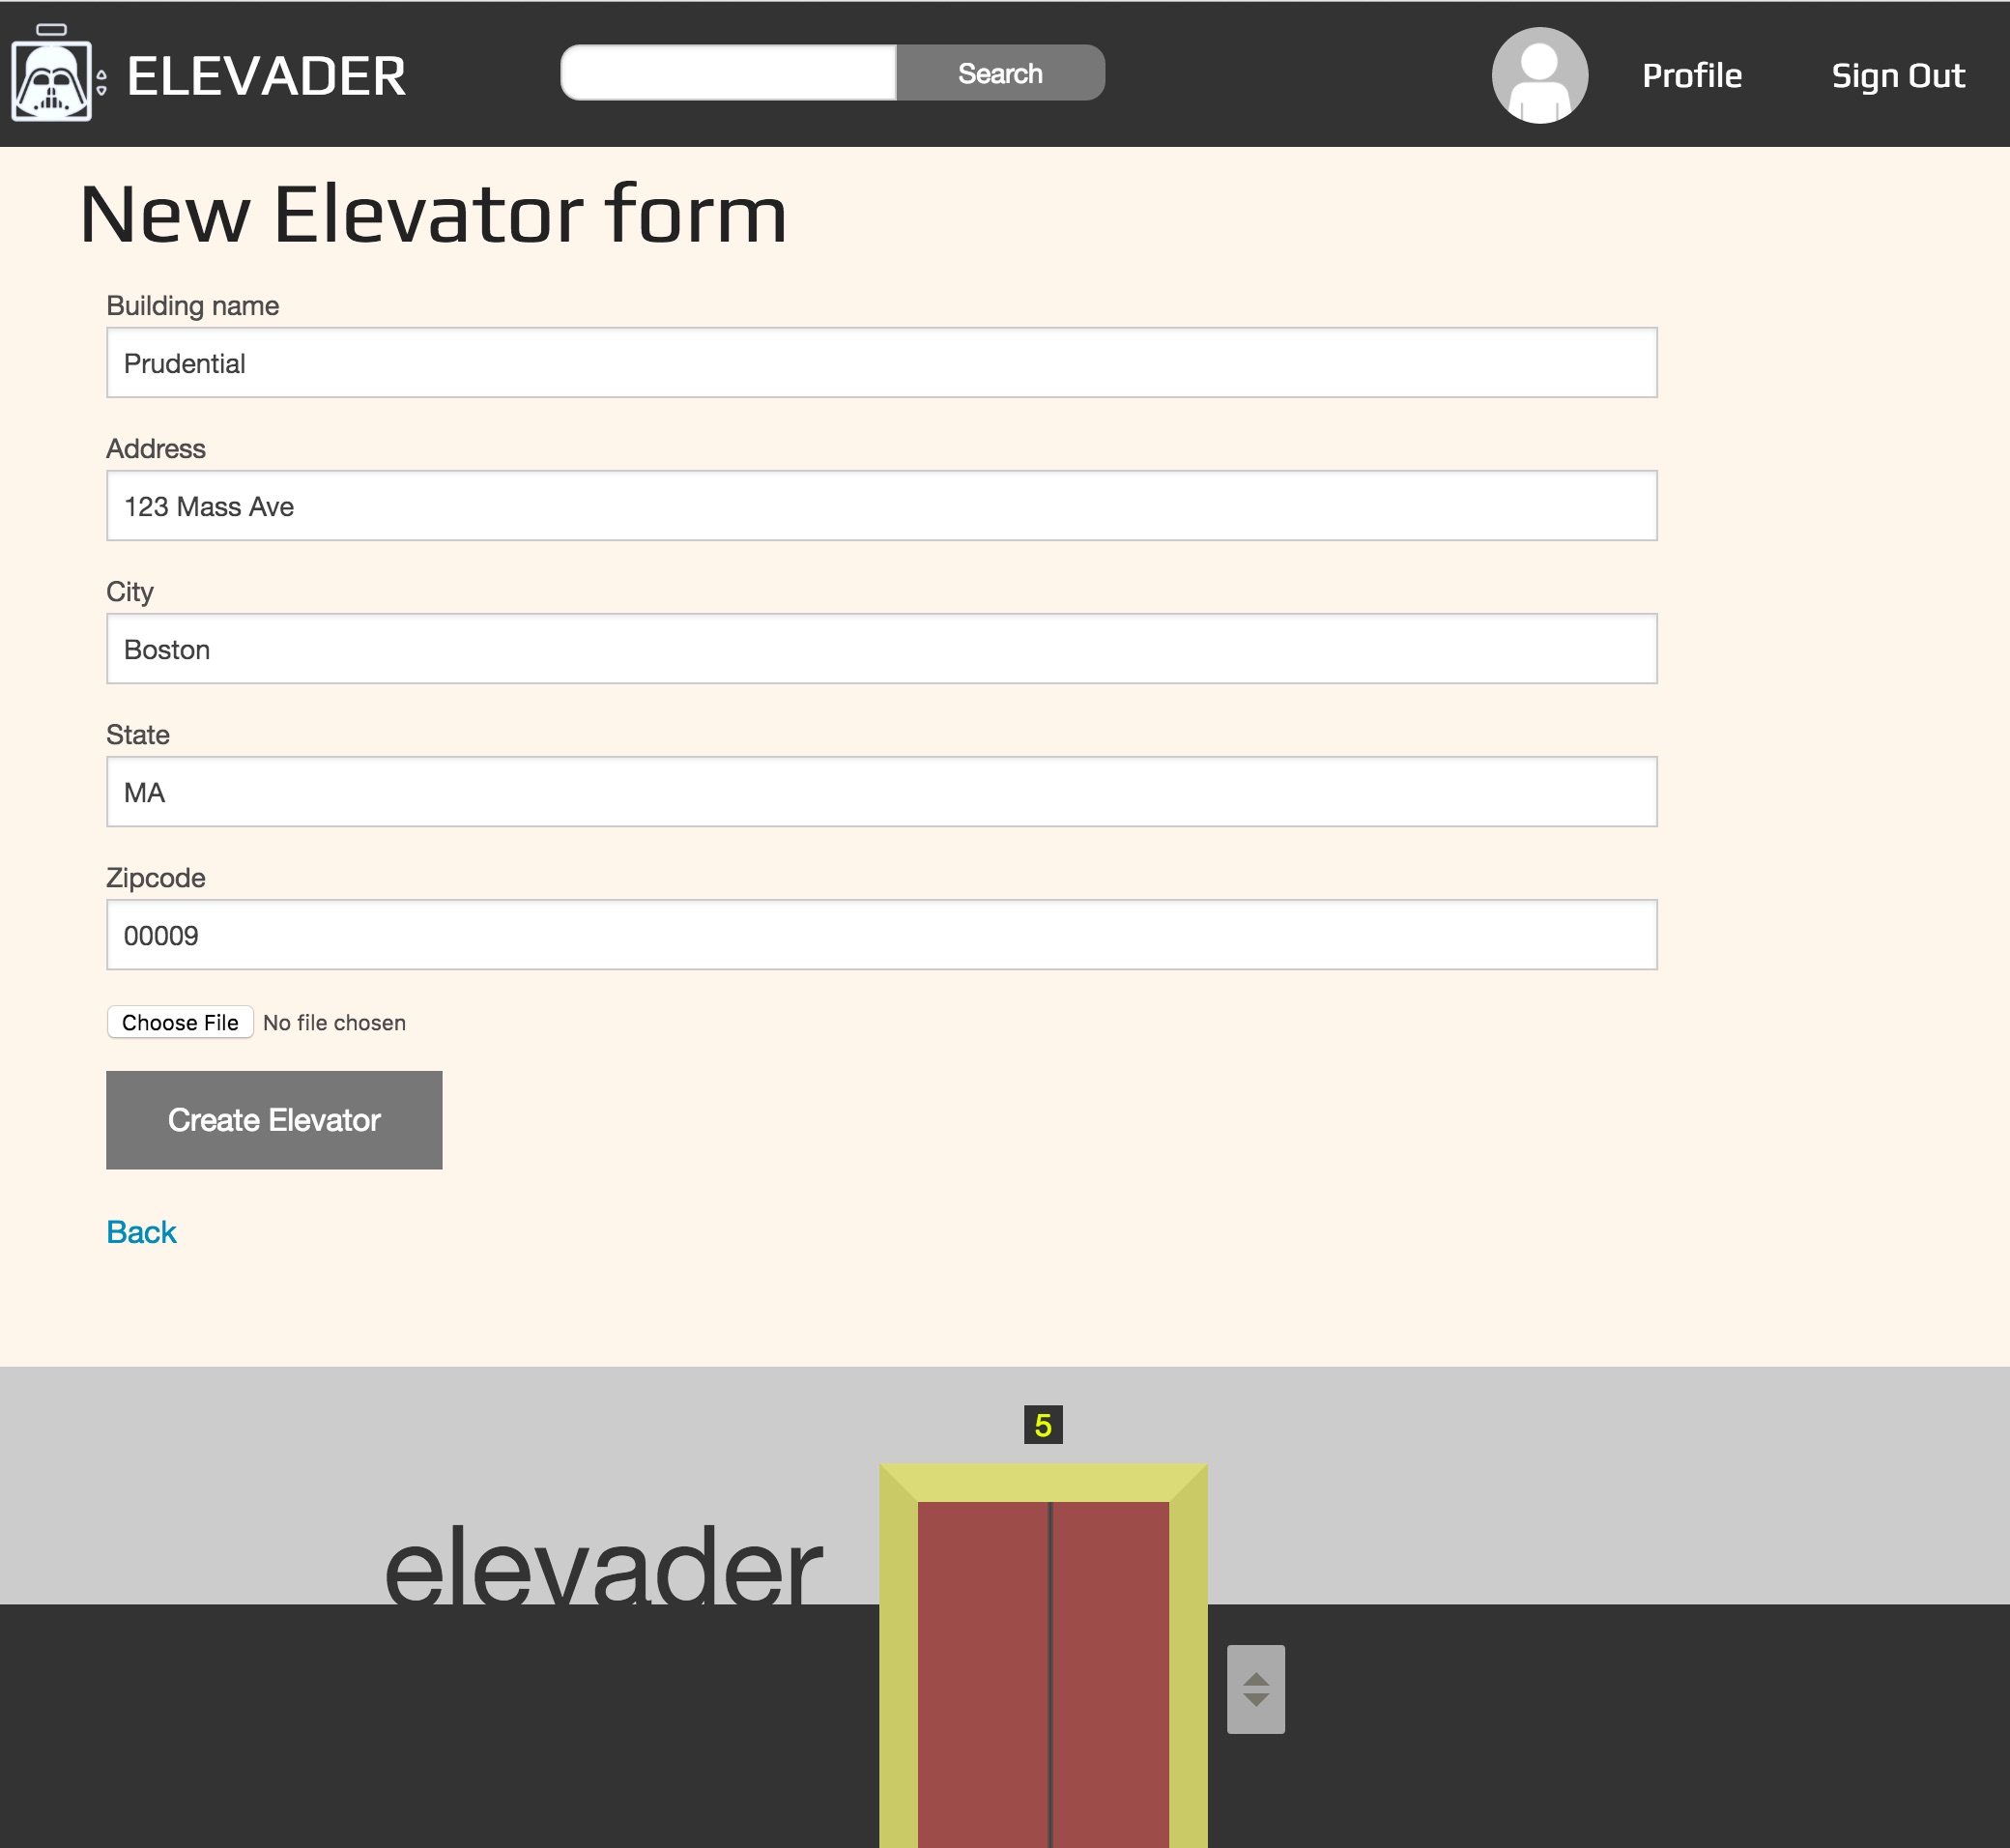 ELEVADER
Search
Profile
Sign Out
New Elevator form
Building name
Prudential
Address
123 Mass Ave
City
Boston
State
MA
Zipcode
00009
Choose File No file chosen
Create Elevator
Back
5
elevader